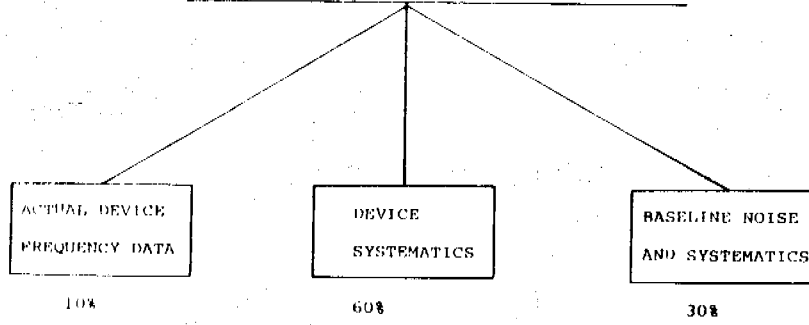 ACTUAL DEVICE
FREQUENCY DATA
10%
DEVICE
SYSTEMATICS
60%
BASELINE NOISE
AND SYSTEMATICS
30%